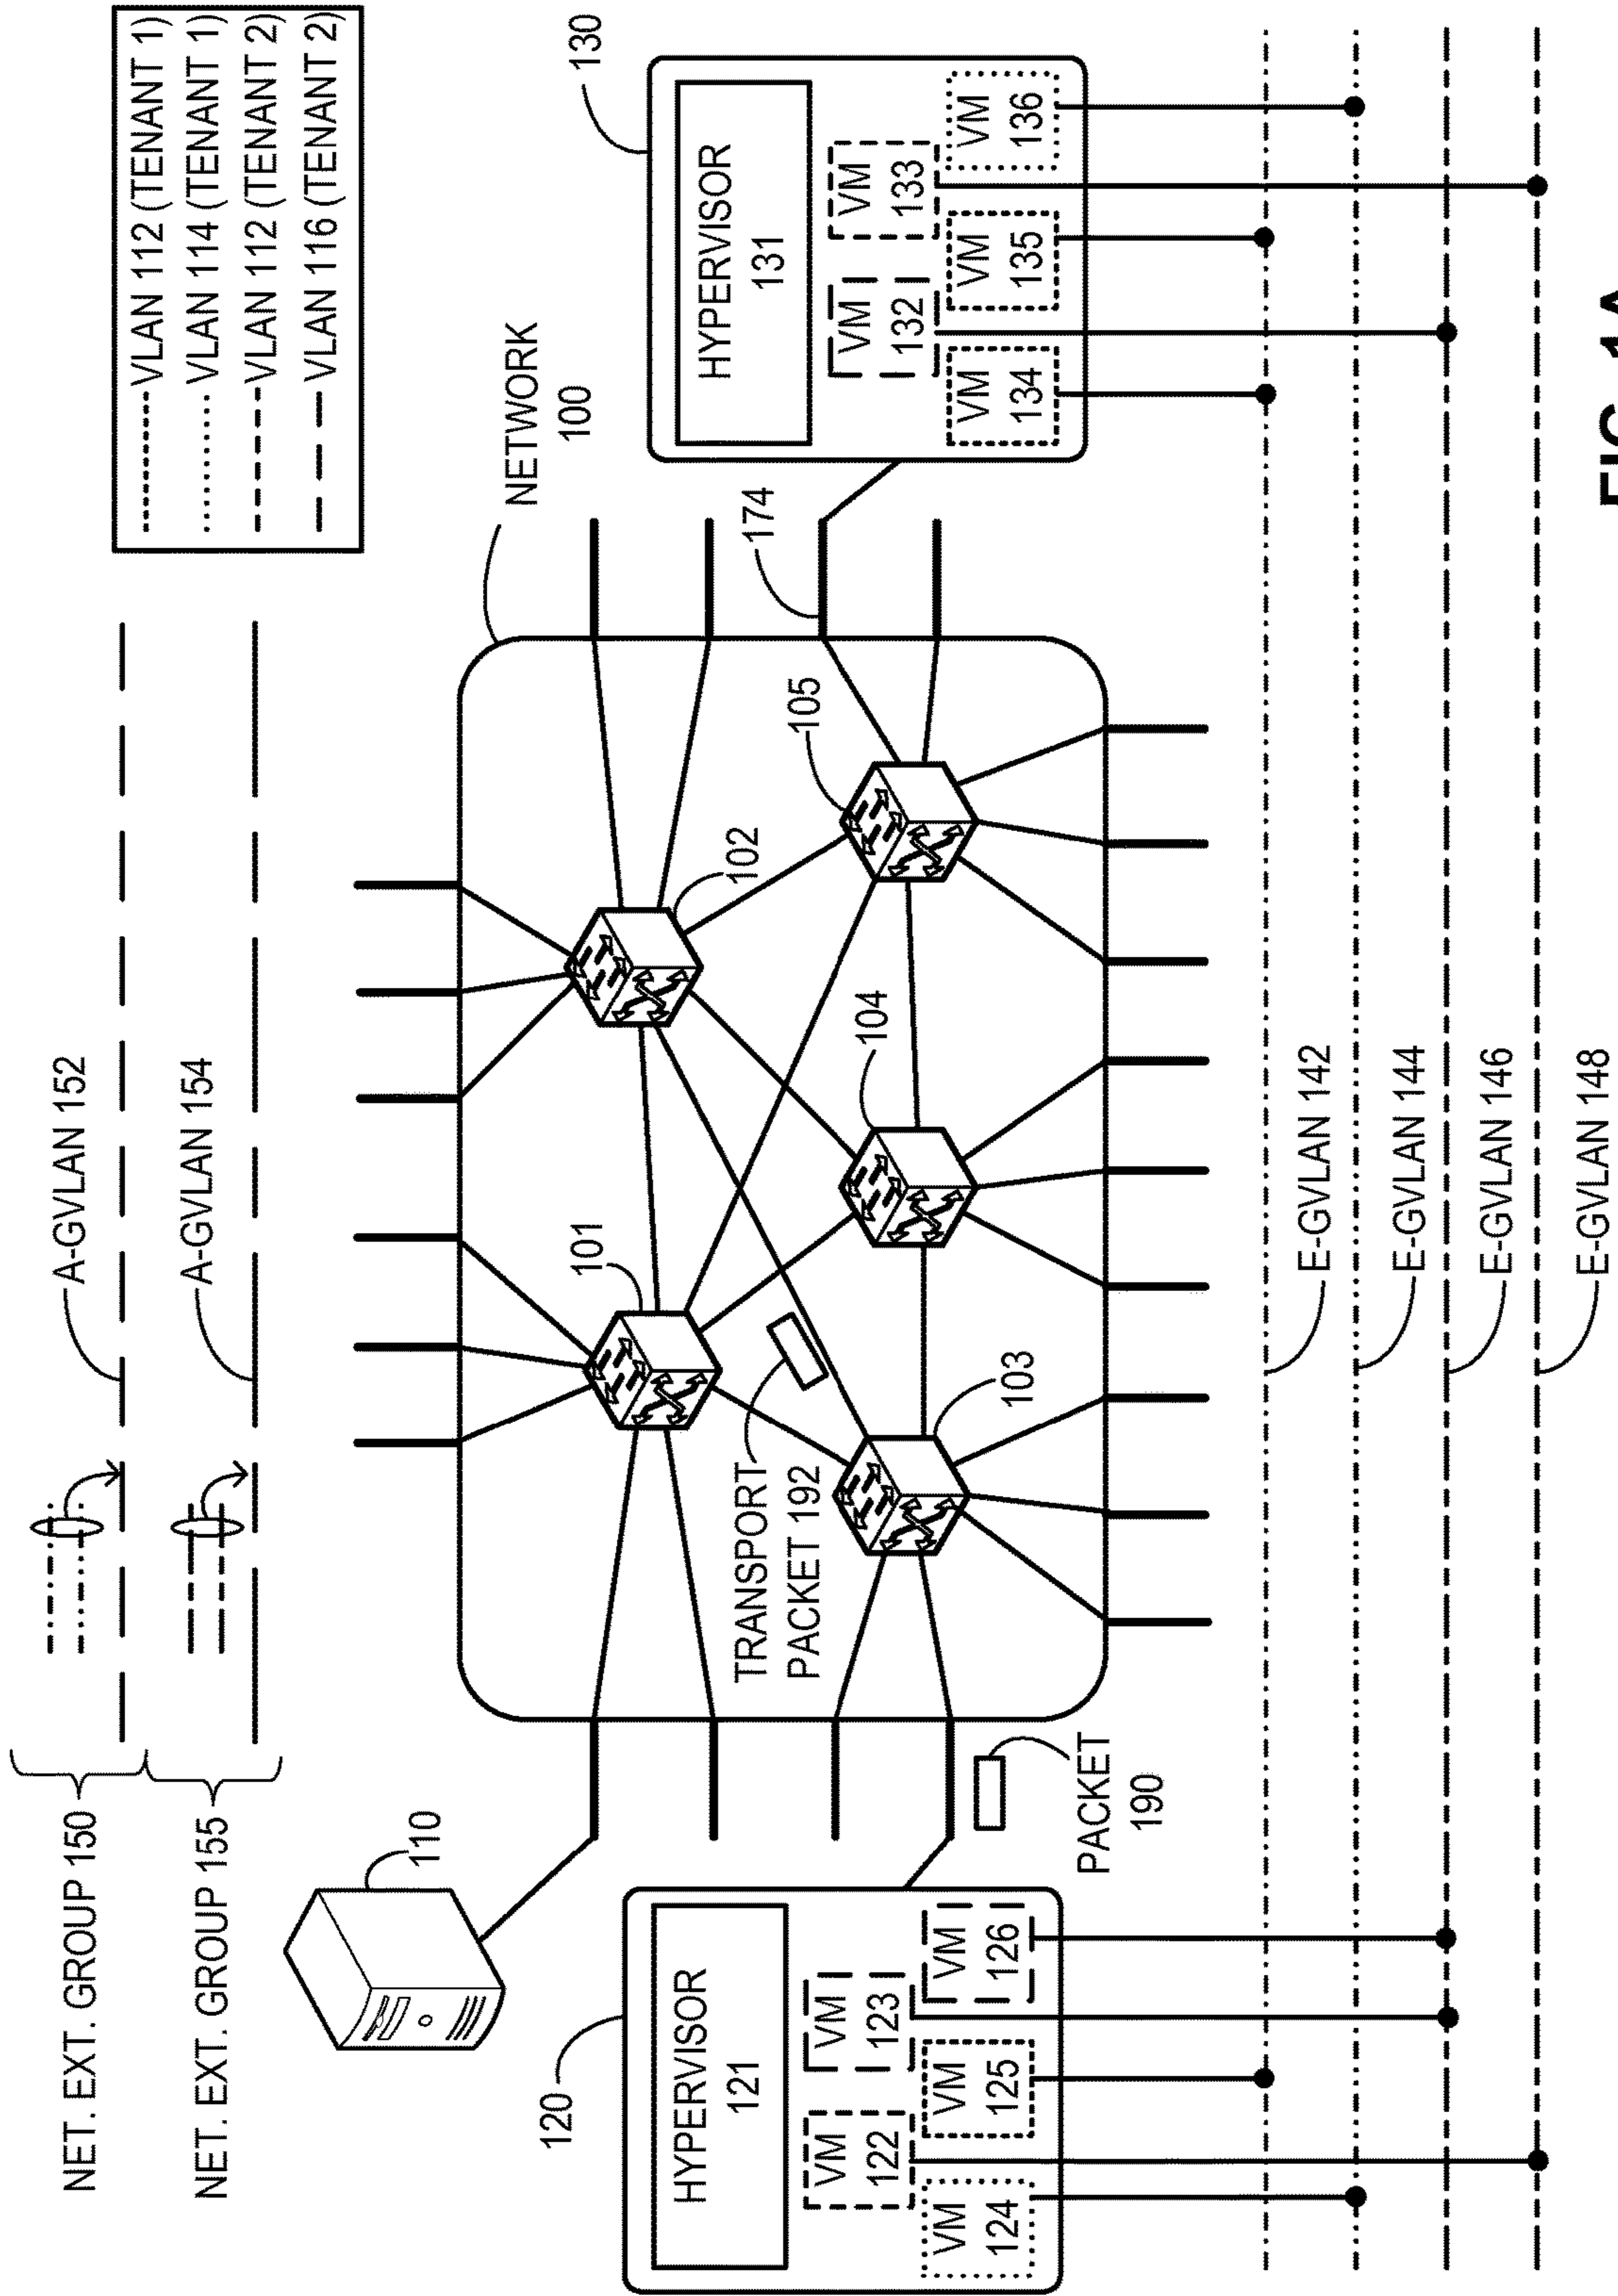 NET. EXT. GROUP 150
A-GVLAN 152
NET. EXT. GROUP 155
A-GVLAN 154
VLAN 112 (TENANT 1)
VLAN 114 (TENANT 1)
VLAN 112 (TENANT 2)
VLAN 116 (TENANT 2)
110
NETWORK
100
101
102
174
TRANSPORT
PACKET 192
103
104
105
PACKET
190
120
HYPERVISOR
121
VM
122
VM
123
VM
124
VM
125
VM
126
130
HYPERVISOR
131
VM
132
VM
133
VM
134
VM
135
VM
136
E-GVLAN 142
E-GVLAN 144
E-GVLAN 146
E-GVLAN 148
FIG. 1A